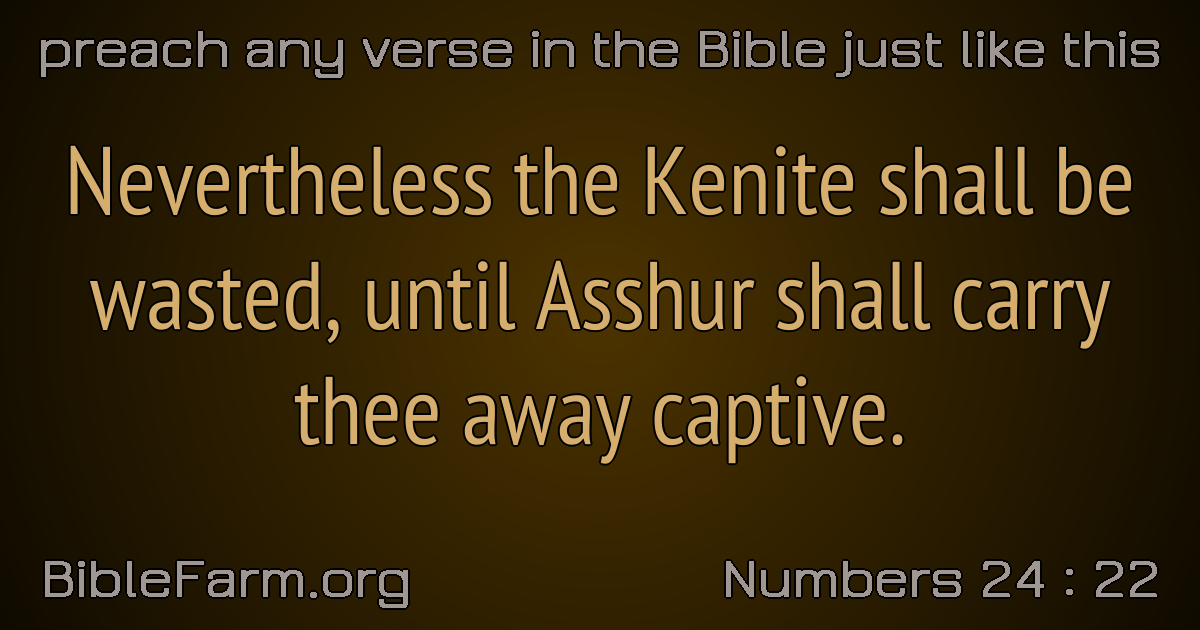 preach any verse in the Bible just like this
Nevertheless the Kenite shall be
wasted, until Asshur shall carry
thee away captive.
BibleFarm.org
Numbers 24 : 22